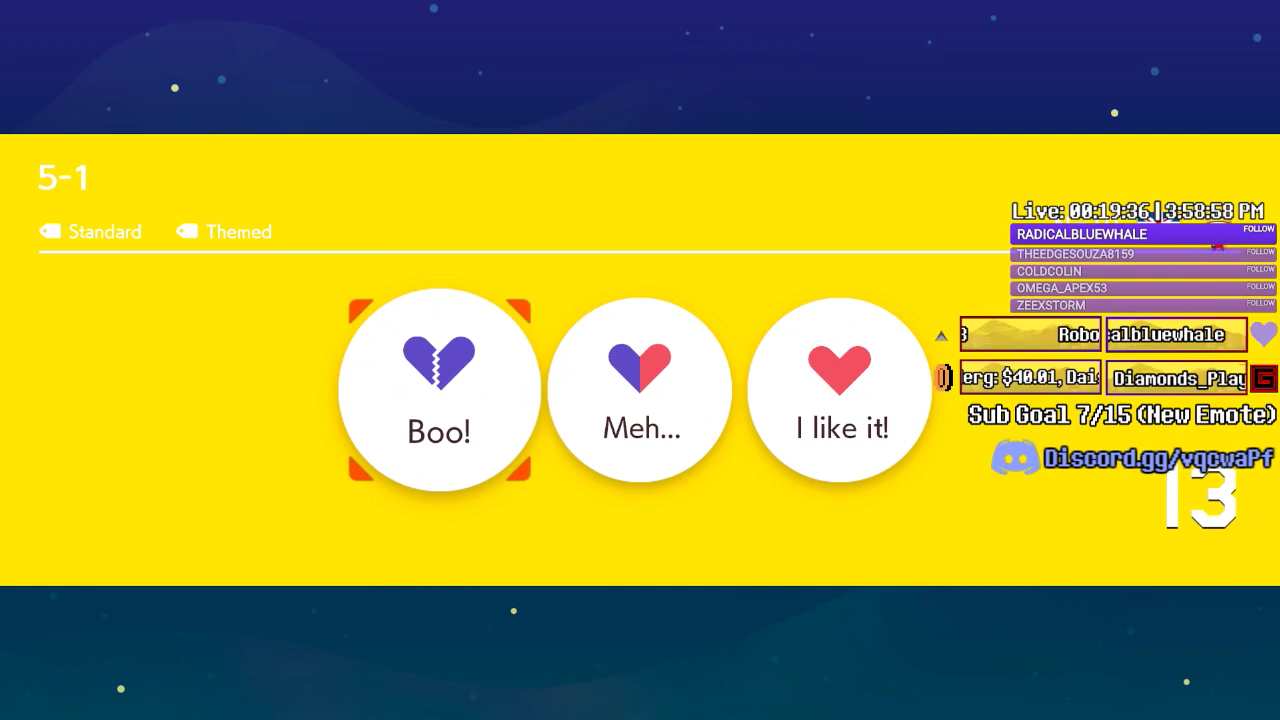 5-1
Standard Themed
Live: 00:19:36|3:58:58 PM
RADICALBLUEWHALE FOLLOW
THEEDGESOUZA8159 FOLLOW
COLDCOLIN FOLLOW
OMEGA_APEX53 FOLLOW
ZEEXSTORM FOLLOW
Robo albluewhale
erg: $40.01, Dai Diamonds_Play
Sub Goal 7/15 (New Emote)
Boo! Meh... I like it!
Discord.gg/vqcwaPf
13